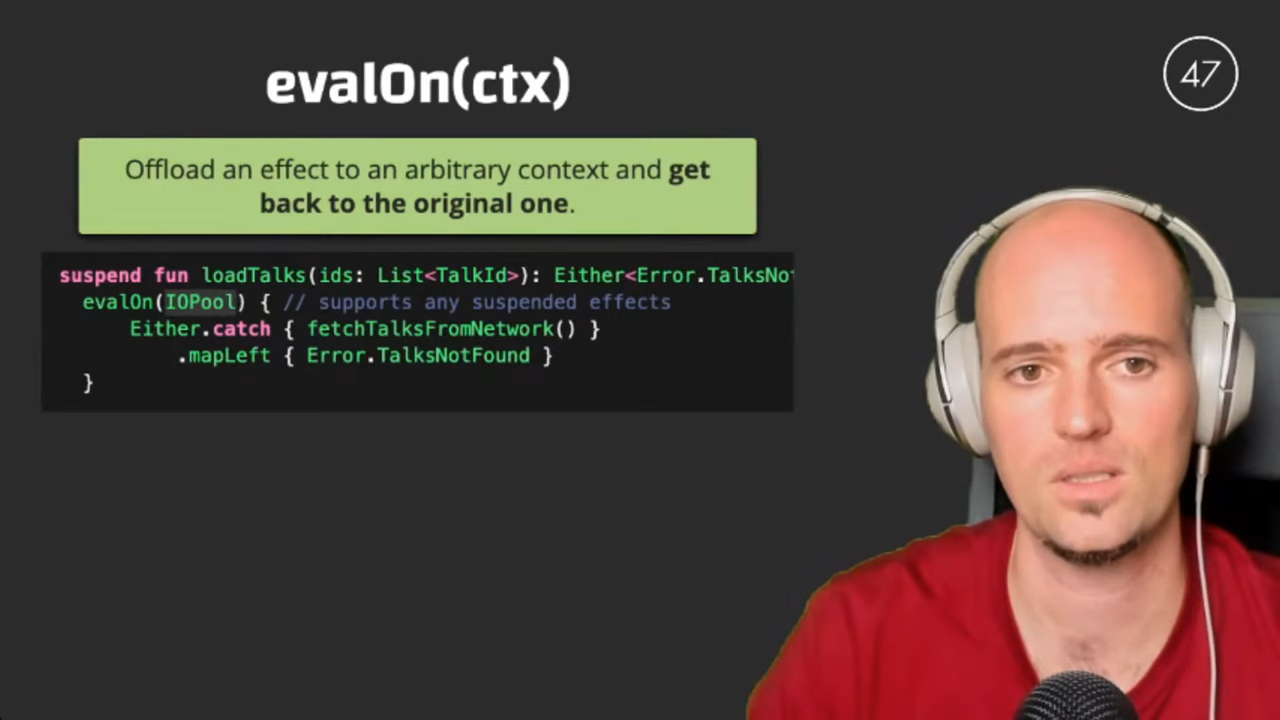 evalOn(ctx)
47
Offload an effect to an arbitrary context and get
back to the original one.
suspend fun loadTalks(ids: List<TalkId>): Either<Error.TalksNot
evalOn(IOPool) { // supports any suspended effects
Either.catch { fetchTalksFromNetwork() }
.mapLeft { Error.TalksNotFound }
}